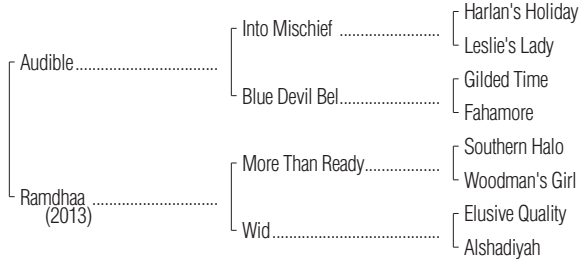 Harlan's Holiday
Into Mischief ....................
Leslie's Lady
Audible.................................
Gilded Time
Blue Devil Bel.......................
Fahamore
Southern Halo
More Than Ready.................
Woodman's Girl
Ramdhaa .............................
(2013)
Elusive Quality
Wid.......................................
Alshadiyah